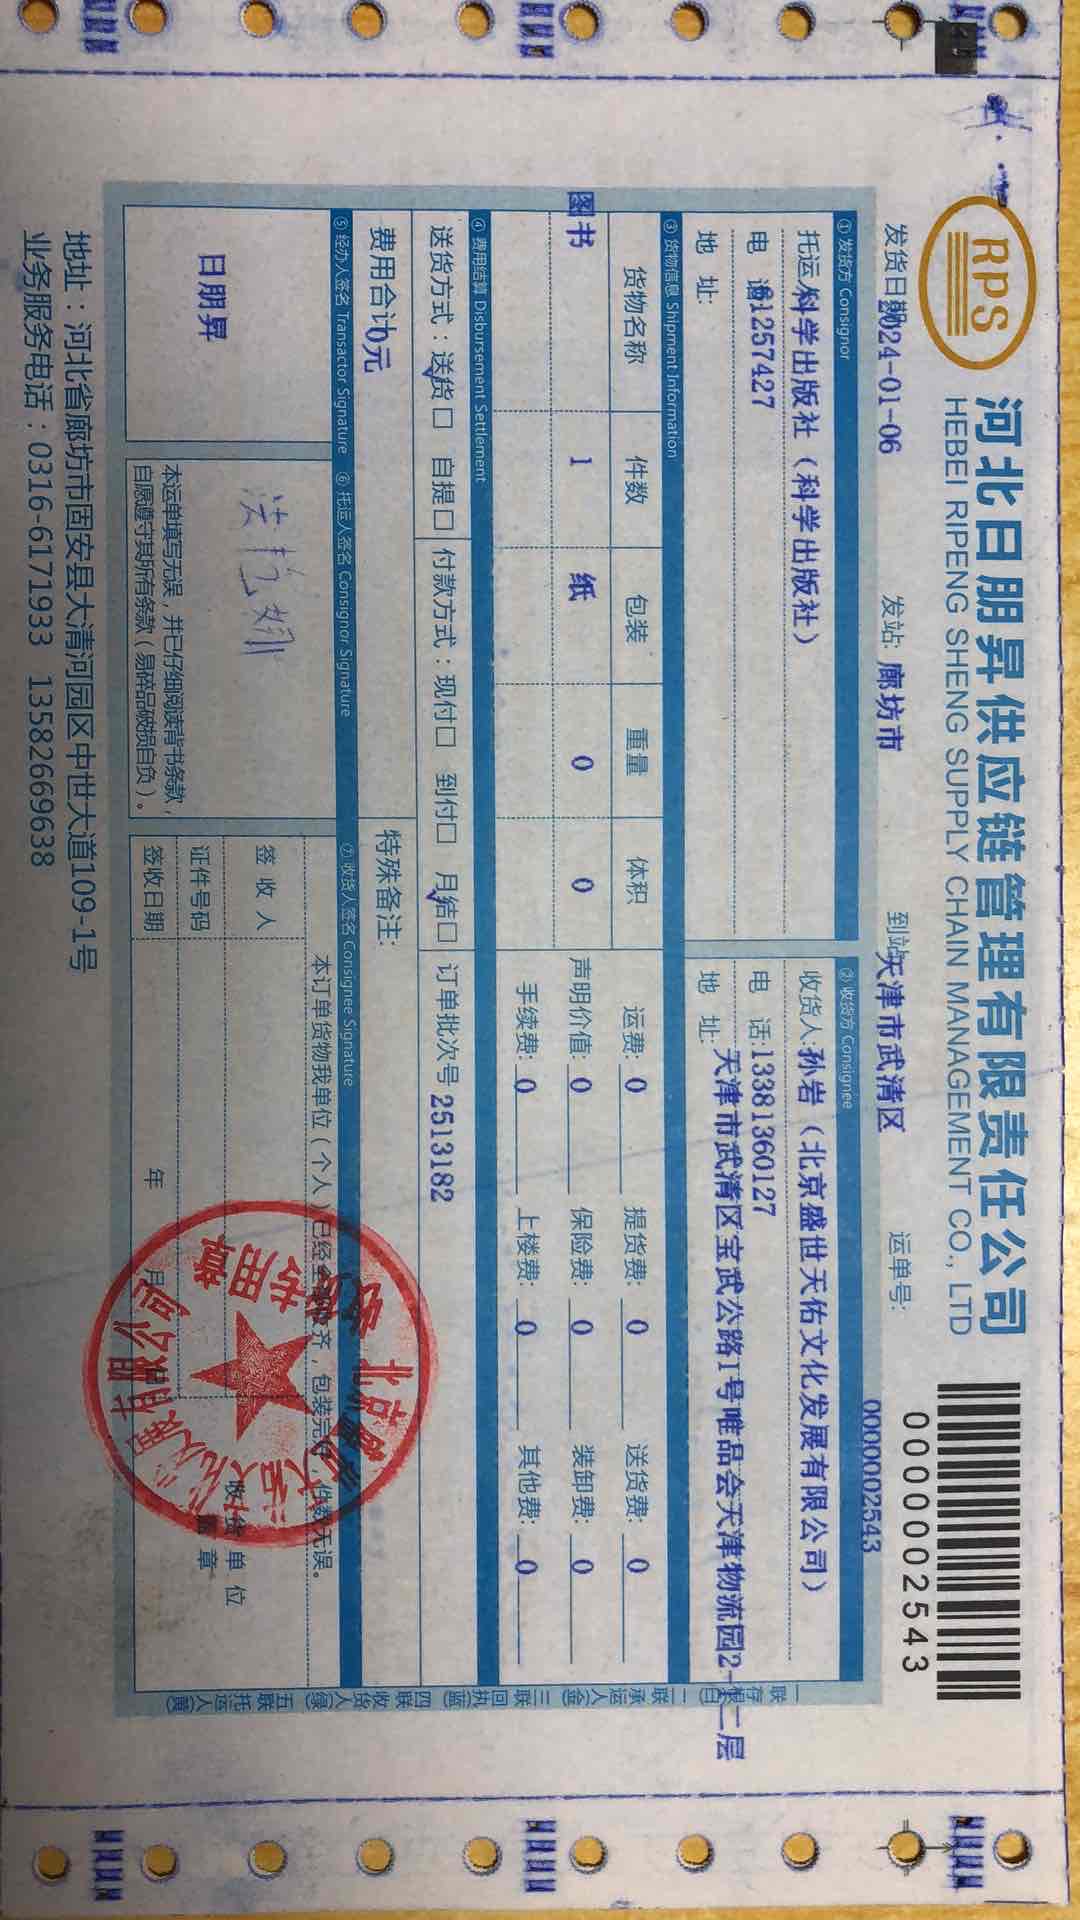 RPS
河北日朋昇供应链管理有限责任公司
HEBEI RIPENG SHENG SUPPLY CHAIN MANAGEMENT CO., LTD
0000002543
发货日期 2024-01-06 发站: 廊坊市 到站 天津市武清区 运单号: 0000002543
① 发货方 Consignor
托运人 科学出版社（科学出版社）
电 话 61257427
地 址:
② 收货方 Consignee
收货人: 孙岩（北京盛世天佑文化发展有限公司）
电 话: 13381360127
地 址: 天津市武清区宝武公路1号唯品会天津物流园2-1 二层
③ 货物信息 Shipment Information
货物名称 件数 包装 重量 体积
图书 1 纸 0 0
运费: 0 提货费: 0 送货费: 0
声明价值: 0 保险费: 0 装卸费: 0
手续费: 0 上楼费: 0 其他费: 0
④ 费用结算 Disbursement Settlement
送货方式：送货☐ 自提☐ 付款方式：现付☐ 到付☐ 月结☐ 订单批次号 2513182
费用合计 0元 特殊备注:
⑤ 经办人签名 Transactor Signature ⑥ 托运人签名 Consignor Signature ⑦ 收货人签名 Consignee Signature
日朋昇
本运单填写无误，并已仔细阅读背书条款，
自愿遵守其所有条款（易碎品破损自负）。
本订单货物我单位（个人）已经 齐，包装完好，件数无误。
签 收 人
证件号码
签收日期 年 月
收货单位
章
有限公司
专用章
一联存根(白) 二联承运人(金) 三联回执(蓝) 四联收货人(绿) 五联托运人(黄)
地址：河北省廊坊市固安县大清河园区中世大道109-1号
业务服务电话：0316-6171933 13582669638